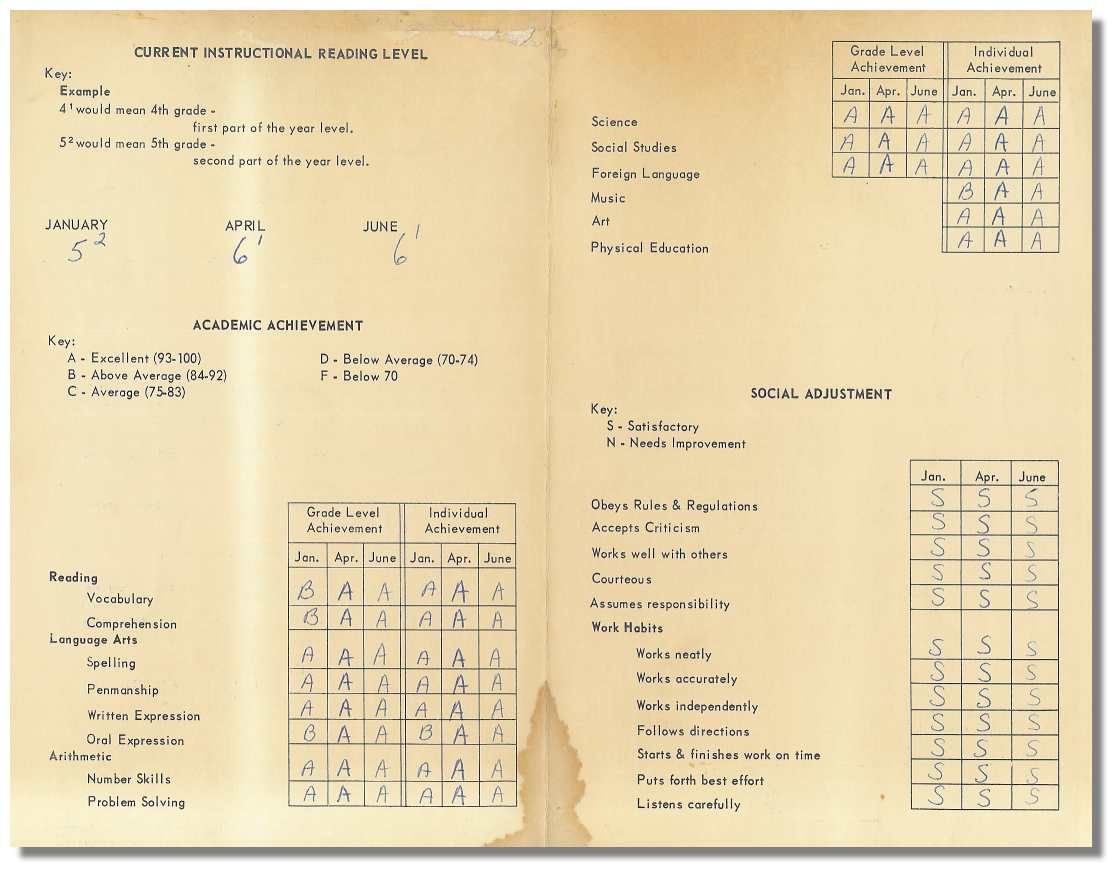 CURRENT INSTRUCTIONAL READING LEVEL
Key:
Example
4¹ would mean 4th grade -
first part of the year level.
5² would mean 5th grade -
second part of the year level.
JANUARY APRIL JUNE
5² 6¹ 6¹
ACADEMIC ACHIEVEMENT
Key:
A - Excellent (93-100) D - Below Average (70-74)
B - Above Average (84-92) F - Below 70
C - Average (75-83)
Grade Level Achievement Individual Achievement
Jan. Apr. June Jan. Apr. June
Reading
Vocabulary B A A A A A
Comprehension B A A A A A
Language Arts
Spelling A A A A A A
Penmanship A A A A A A
Written Expression A A A A A A
Oral Expression B A A B A A
Arithmetic
Number Skills A A A A A A
Problem Solving A A A A A A
Grade Level Achievement Individual Achievement
Jan. Apr. June Jan. Apr. June
Science A A A A A A
Social Studies A A A A A A
Foreign Language A A A A A A
Music B A A
Art A A A
Physical Education A A A
SOCIAL ADJUSTMENT
Key:
S - Satisfactory
N - Needs Improvement
Jan. Apr. June
Obeys Rules & Regulations S S S
Accepts Criticism S S S
Works well with others S S S
Courteous S S S
Assumes responsibility S S S
Work Habits
Works neatly S S S
Works accurately S S S
Works independently S S S
Follows directions S S S
Starts & finishes work on time S S S
Puts forth best effort S S S
Listens carefully S S S